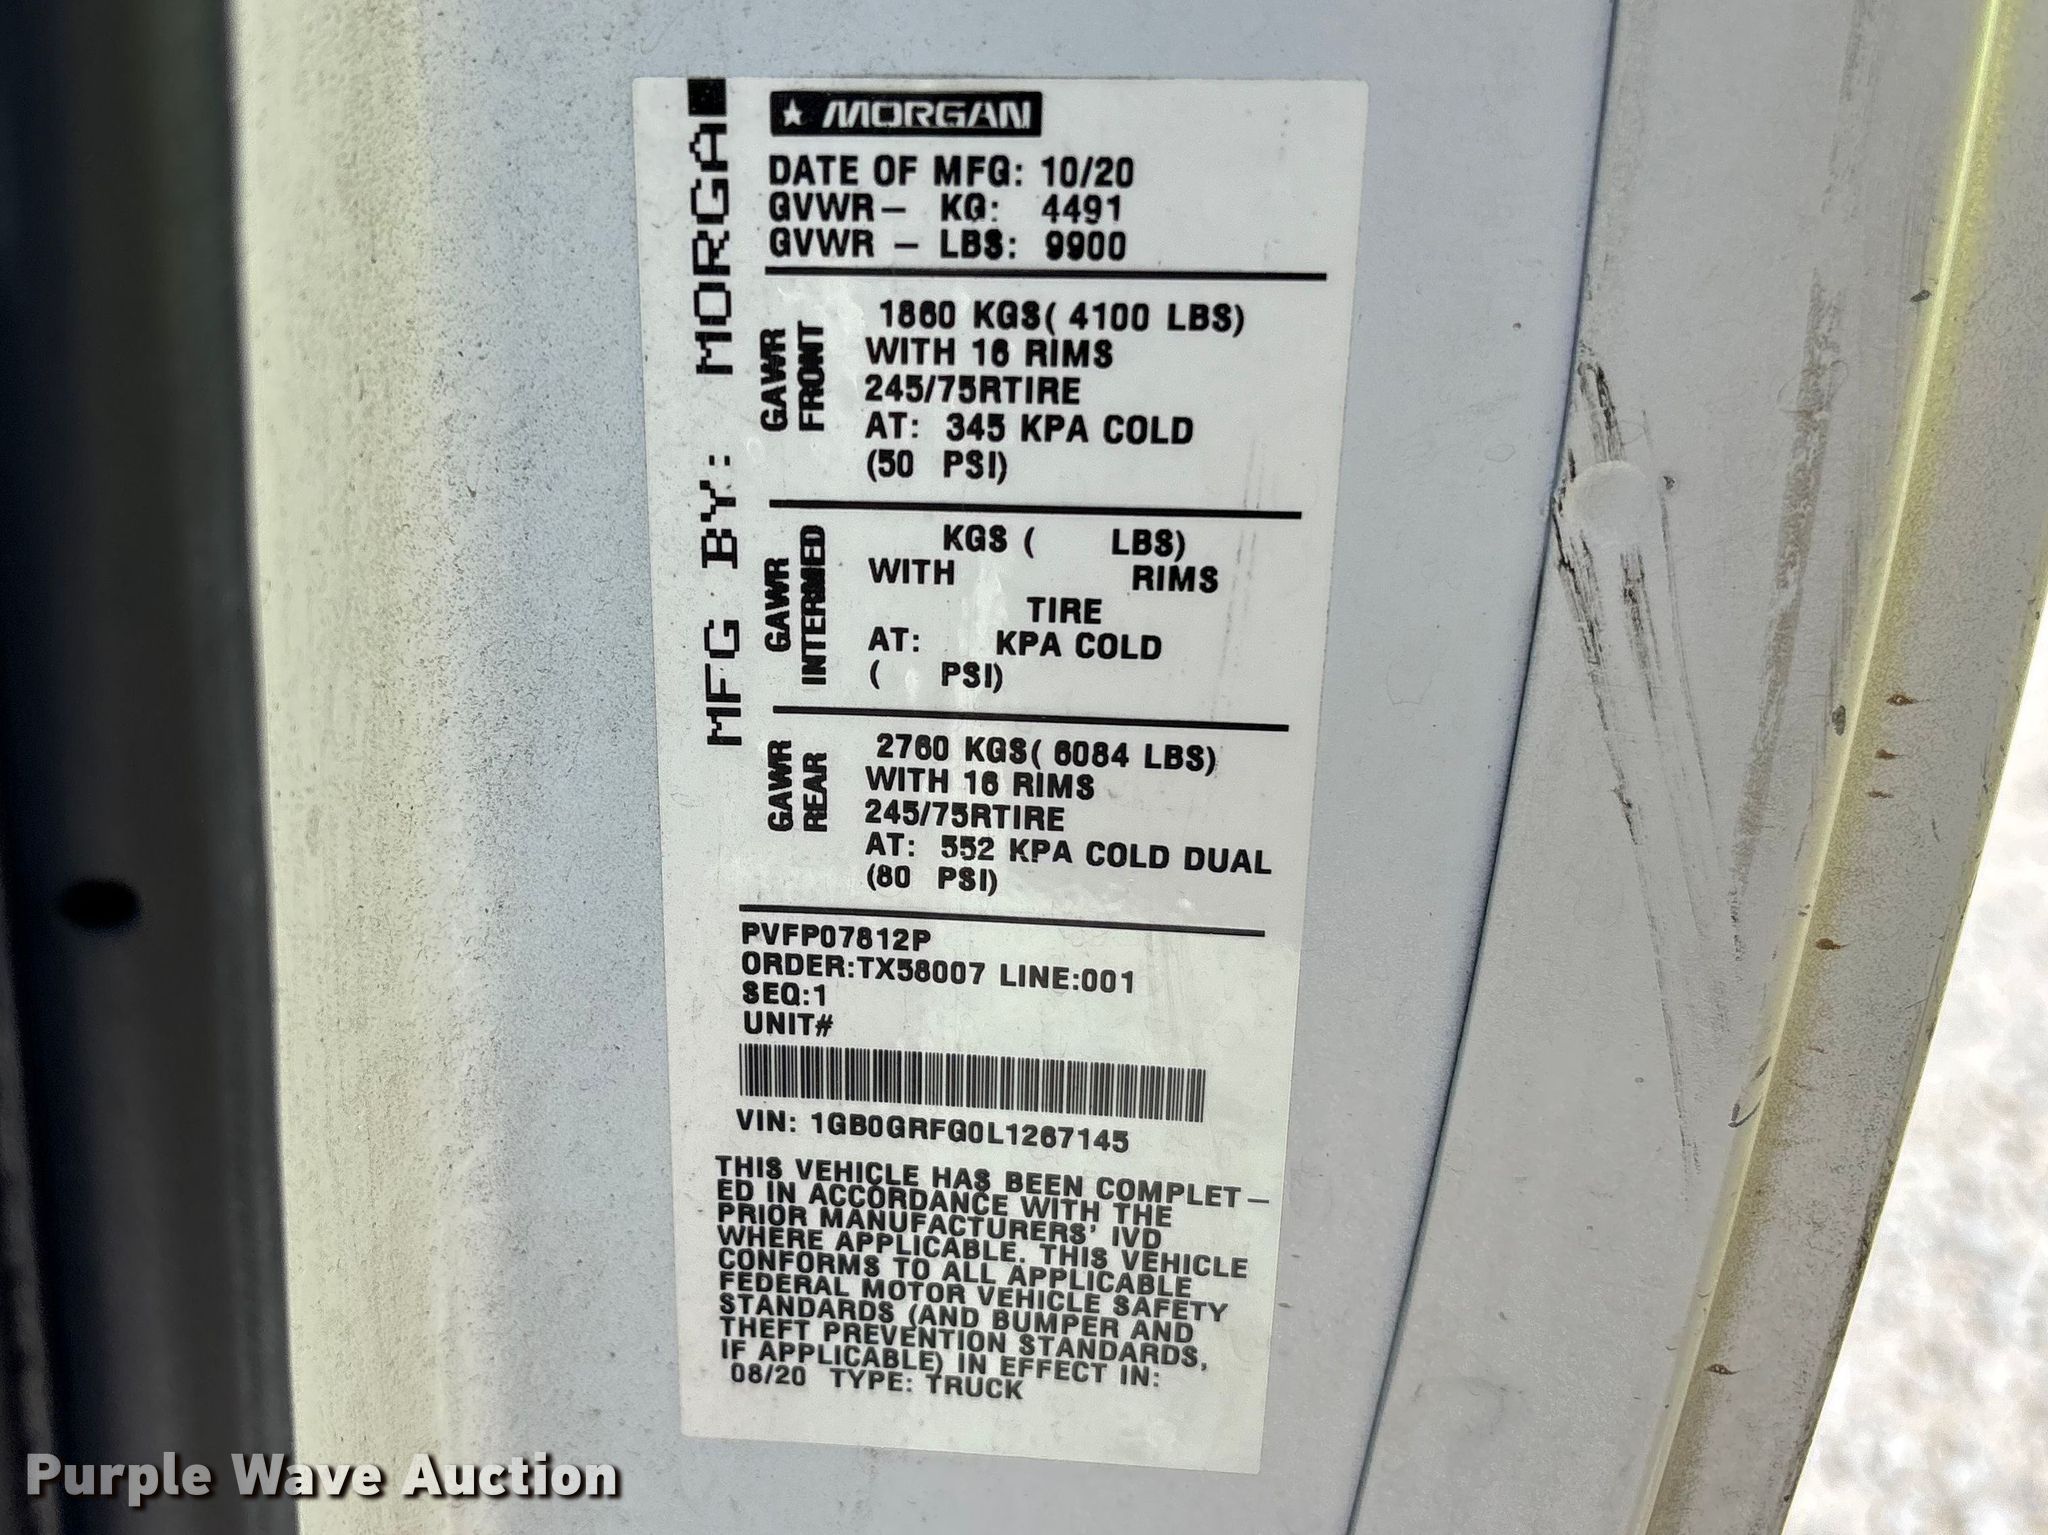 MFG BY: MORGA
MORGAN
DATE OF MFG: 10/20
GVWR— KG: 4491
GVWR — LBS: 9900
GAWR FRONT
1860 KGS( 4100 LBS)
WITH 16 RIMS
245/75RTIRE
AT: 345 KPA COLD
(50 PSI)
GAWR INTERMED
KGS ( LBS)
WITH RIMS
TIRE
AT: KPA COLD
( PSI)
GAWR REAR
2760 KGS( 6084 LBS)
WITH 16 RIMS
245/75RTIRE
AT: 552 KPA COLD DUAL
(80 PSI)
PVFP07812P
ORDER:TX58007 LINE:001
SEQ:1
UNIT#
VIN: 1GB0GRFG0L1267145
THIS VEHICLE HAS BEEN COMPLET—
ED IN ACCORDANCE WITH THE
PRIOR MANUFACTURERS' IVD
WHERE APPLICABLE. THIS VEHICLE
CONFORMS TO ALL APPLICABLE
FEDERAL MOTOR VEHICLE SAFETY
STANDARDS (AND BUMPER AND
THEFT PREVENTION STANDARDS,
IF APPLICABLE) IN EFFECT IN:
08/20 TYPE: TRUCK
Purple Wave Auction